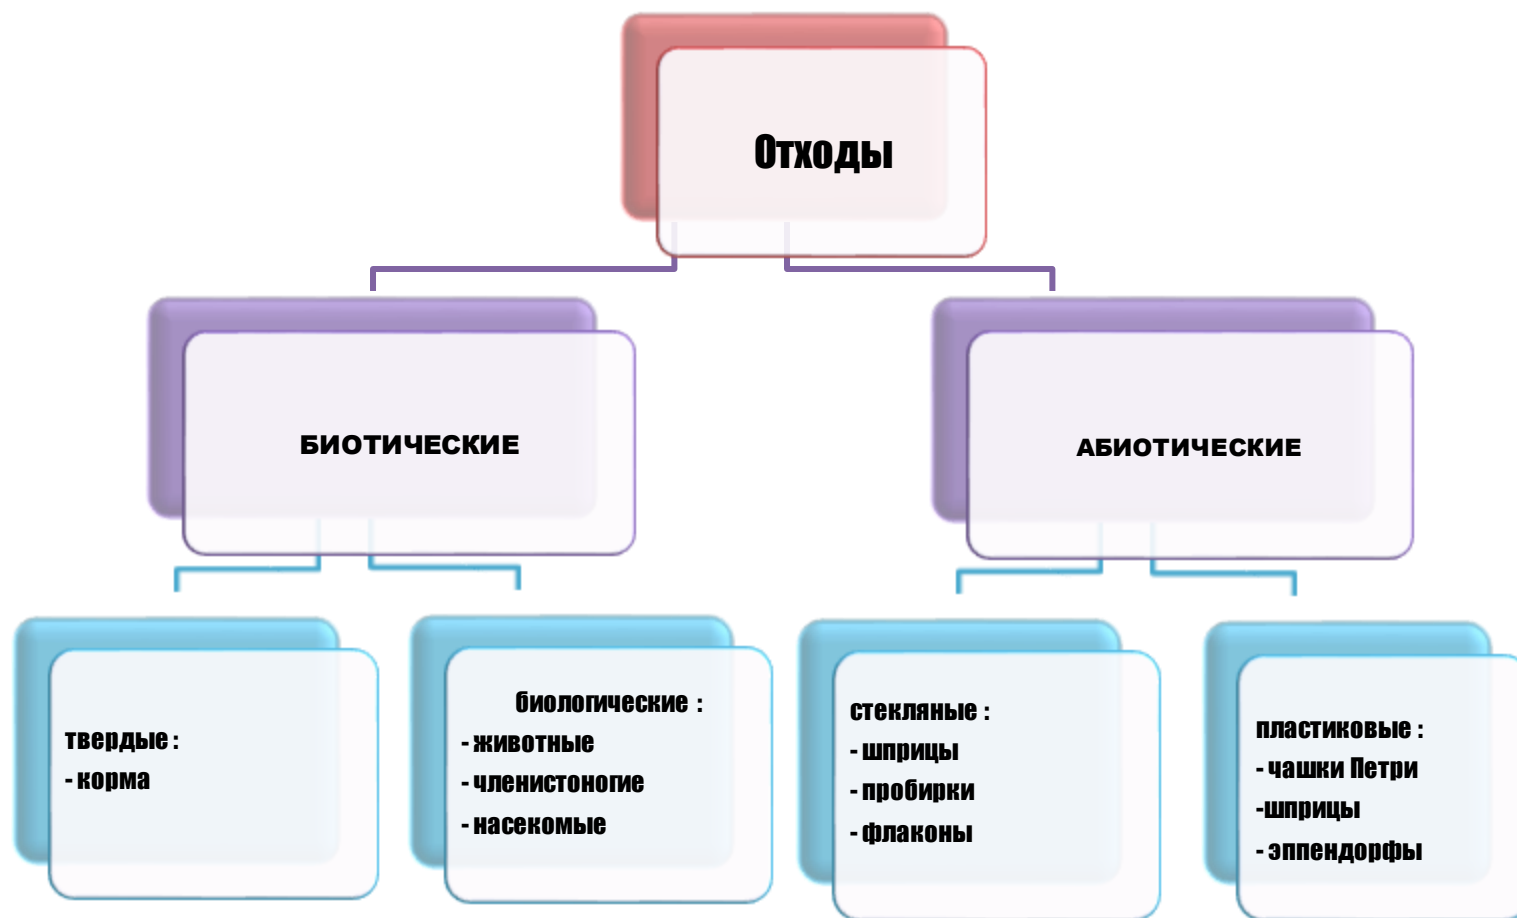 Отходы
БИОТИЧЕСКИЕ
АБИОТИЧЕСКИЕ
твердые :
- корма
биологические :
- животные
- членистоногие
- насекомые
стекляные :
- шприцы
- пробирки
- флаконы
пластиковые :
- чашки Петри
-шприцы
- эппендорфы